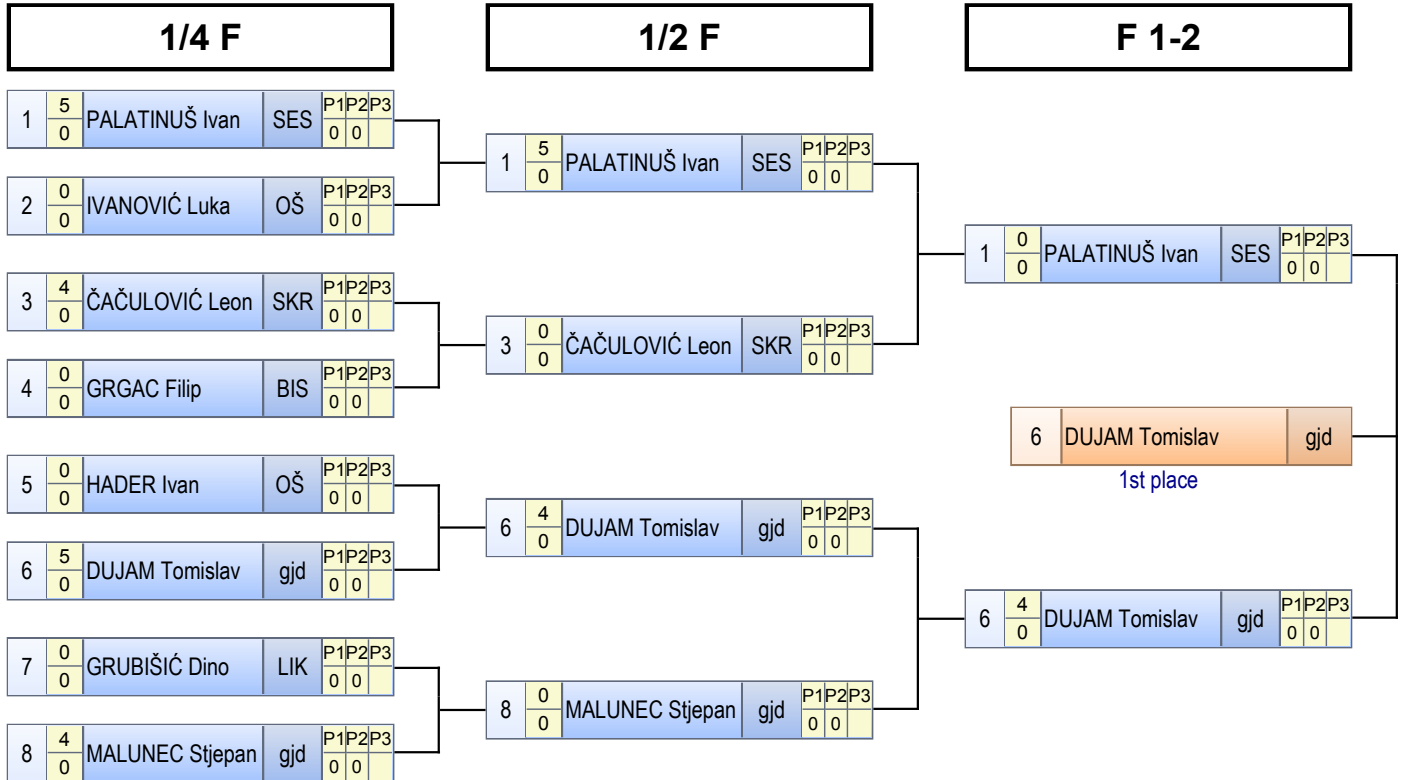 1/4 F
1/2 F
F 1-2
1 5 0 PALATINUŠ Ivan SES P1 P2 P3 0 0
2 0 0 IVANOVIĆ Luka OŠ P1 P2 P3 0 0
3 4 0 ČAČULOVIĆ Leon SKR P1 P2 P3 0 0
4 0 0 GRGAC Filip BIS P1 P2 P3 0 0
5 0 0 HADER Ivan OŠ P1 P2 P3 0 0
6 5 0 DUJAM Tomislav gjd P1 P2 P3 0 0
7 0 0 GRUBIŠIĆ Dino LIK P1 P2 P3 0 0
8 4 0 MALUNEC Stjepan gjd P1 P2 P3 0 0
1 5 0 PALATINUŠ Ivan SES P1 P2 P3 0 0
3 0 0 ČAČULOVIĆ Leon SKR P1 P2 P3 0 0
6 4 0 DUJAM Tomislav gjd P1 P2 P3 0 0
8 0 0 MALUNEC Stjepan gjd P1 P2 P3 0 0
1 0 0 PALATINUŠ Ivan SES P1 P2 P3 0 0
6 DUJAM Tomislav gjd
1st place
6 4 0 DUJAM Tomislav gjd P1 P2 P3 0 0